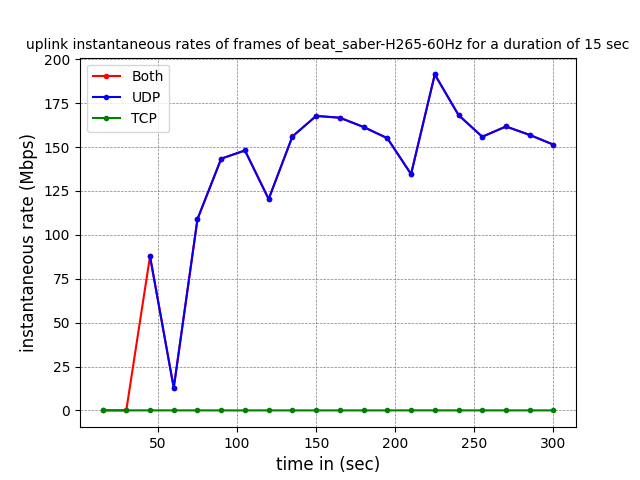 uplink instantaneous rates of frames of beat_saber-H265-60Hz for a duration of 15 sec
Both
UDP
TCP
200
175
150
125
100
75
50
25
0
instantaneous rate (Mbps)
50 100 150 200 250 300
time in (sec)